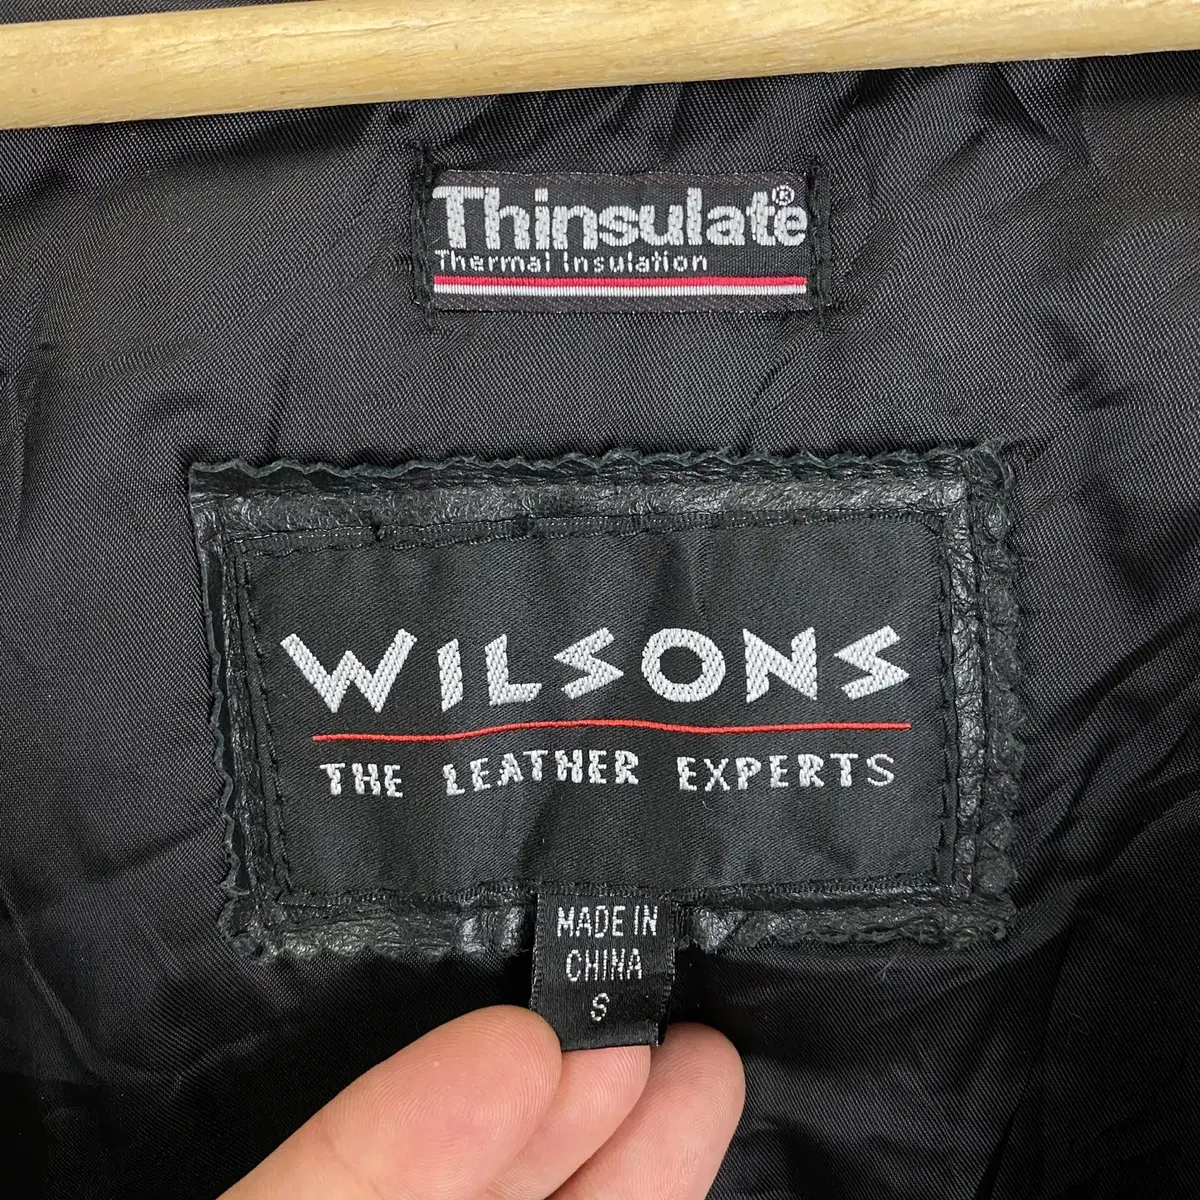 Thinsulate®
Thermal Insulation
WILSONS
THE LEATHER EXPERTS
MADE IN
CHINA
S